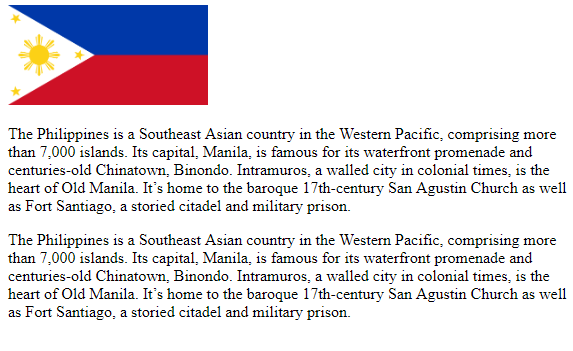 The Philippines is a Southeast Asian country in the Western Pacific, comprising more
than 7,000 islands. Its capital, Manila, is famous for its waterfront promenade and
centuries-old Chinatown, Binondo. Intramuros, a walled city in colonial times, is the
heart of Old Manila. It’s home to the baroque 17th-century San Agustin Church as well
as Fort Santiago, a storied citadel and military prison.
The Philippines is a Southeast Asian country in the Western Pacific, comprising more
than 7,000 islands. Its capital, Manila, is famous for its waterfront promenade and
centuries-old Chinatown, Binondo. Intramuros, a walled city in colonial times, is the
heart of Old Manila. It’s home to the baroque 17th-century San Agustin Church as well
as Fort Santiago, a storied citadel and military prison.